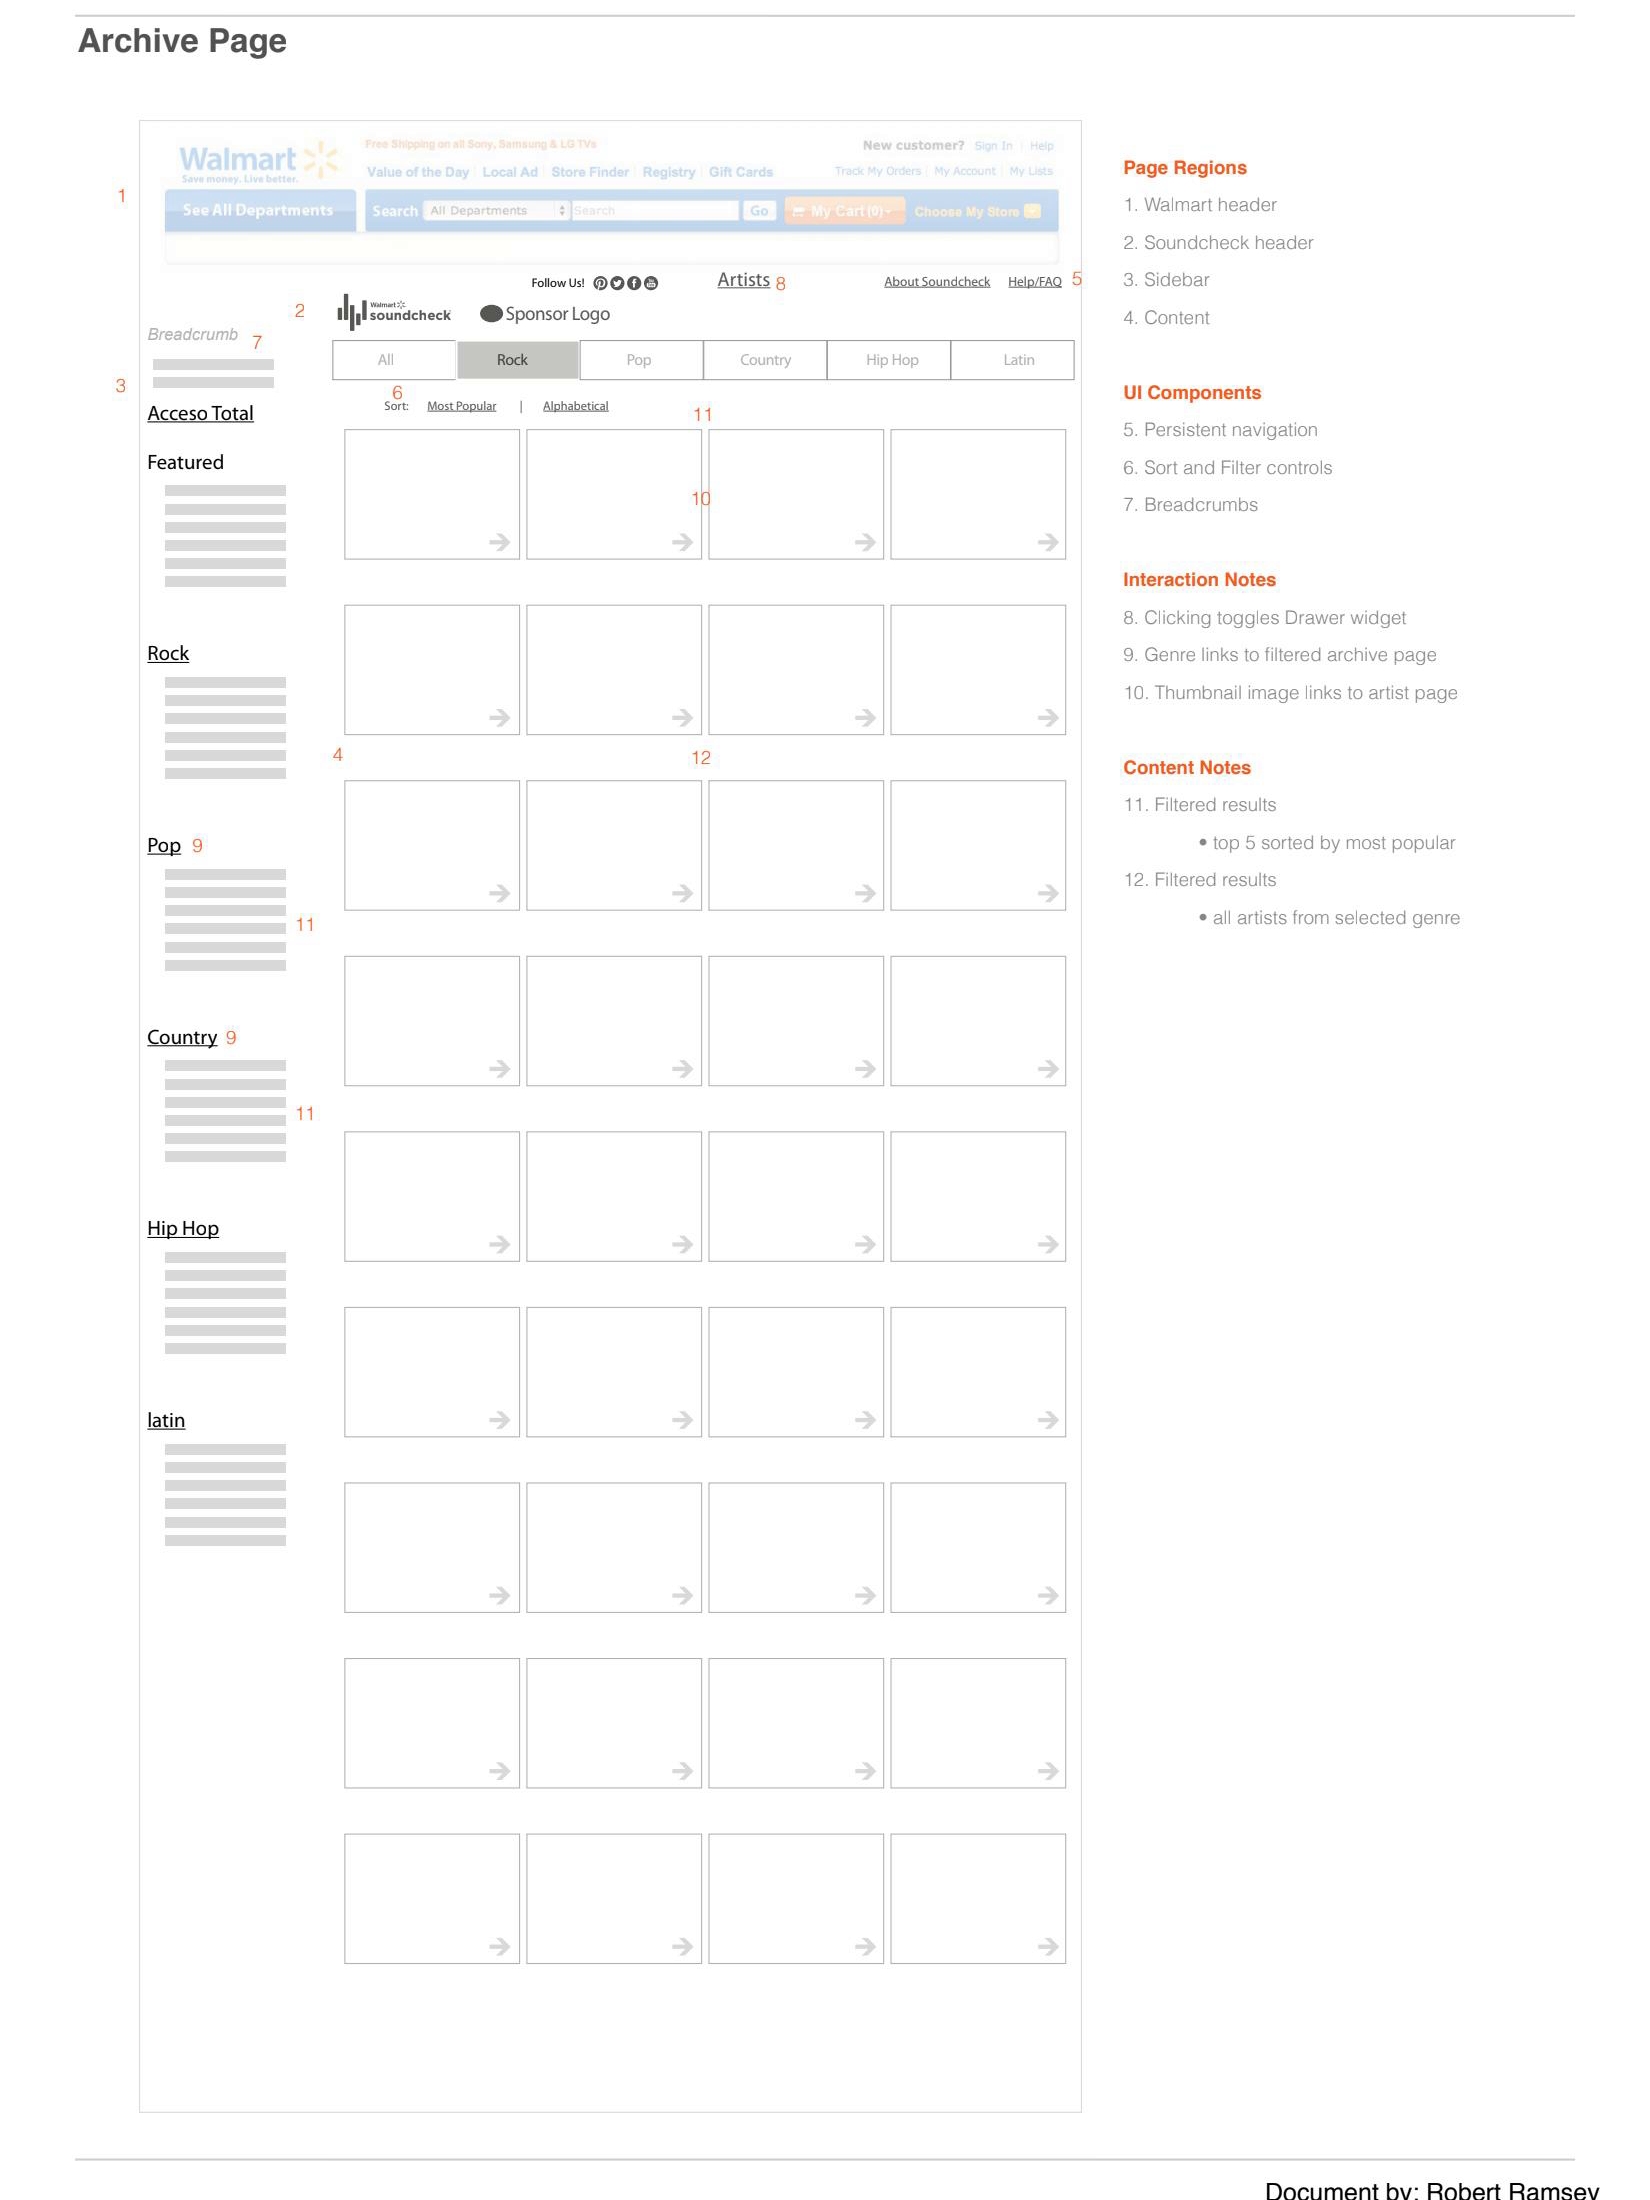 Archive Page
Walmart
Save money. Live better.
Free Shipping on all Sony, Samsung & LG TVs
New customer? Sign In | Help
Value of the Day | Local Ad | Store Finder | Registry | Gift Cards
Track My Orders | My Account | My Lists
1
See All Departments
Search All Departments Search Go My Cart (0) Choose My Store
Follow Us!
Artists 8
About Soundcheck Help/FAQ 5
2
Walmart
soundcheck
Sponsor Logo
Breadcrumb 7
All Rock Pop Country Hip Hop Latin
3
6
Sort: Most Popular | Alphabetical
11
Acceso Total
Featured
10
Rock
4
12
Pop 9
11
Country 9
11
Hip Hop
latin
Page Regions
1. Walmart header
2. Soundcheck header
3. Sidebar
4. Content
UI Components
5. Persistent navigation
6. Sort and Filter controls
7. Breadcrumbs
Interaction Notes
8. Clicking toggles Drawer widget
9. Genre links to filtered archive page
10. Thumbnail image links to artist page
Content Notes
11. Filtered results
• top 5 sorted by most popular
12. Filtered results
• all artists from selected genre
Document by: Robert Ramsey